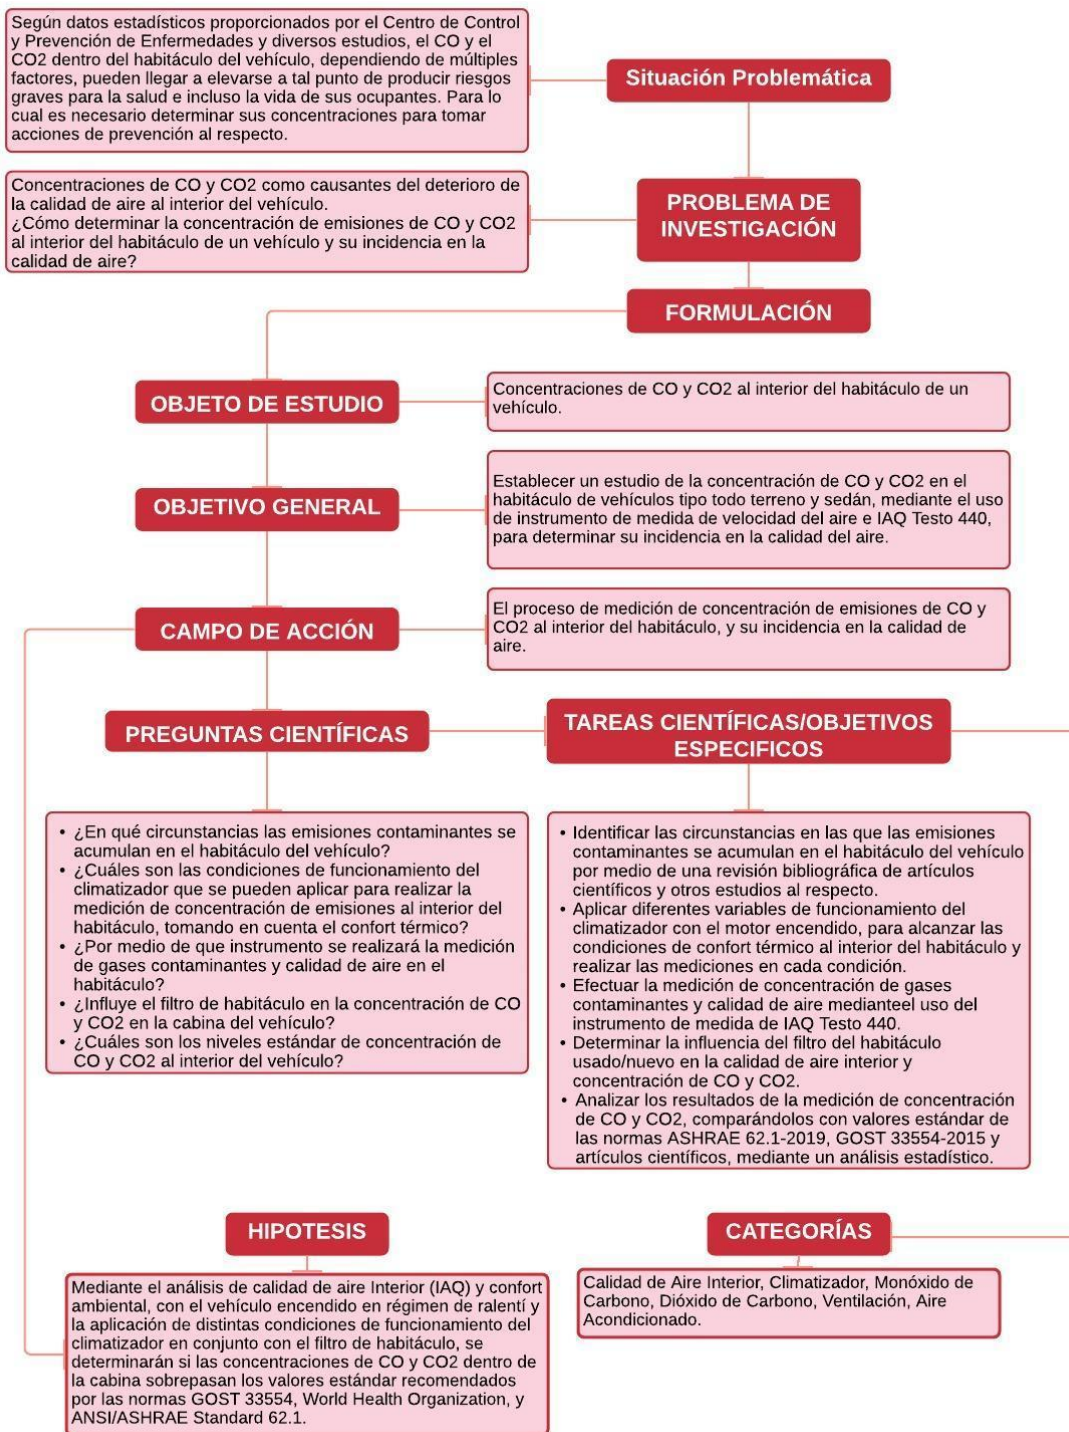 Según datos estadísticos proporcionados por el Centro de Control
y Prevención de Enfermedades y diversos estudios, el CO y el
CO2 dentro del habitáculo del vehículo, dependiendo de múltiples
factores, pueden llegar a elevarse a tal punto de producir riesgos
graves para la salud e incluso la vida de sus ocupantes. Para lo
cual es necesario determinar sus concentraciones para tomar
acciones de prevención al respecto.
Situación Problemática
Concentraciones de CO y CO2 como causantes del deterioro de
la calidad de aire al interior del vehículo.
¿Cómo determinar la concentración de emisiones de CO y CO2
al interior del habitáculo de un vehículo y su incidencia en la
calidad de aire?
PROBLEMA DE
INVESTIGACIÓN
FORMULACIÓN
OBJETO DE ESTUDIO
Concentraciones de CO y CO2 al interior del habitáculo de un
vehículo.
OBJETIVO GENERAL
Establecer un estudio de la concentración de CO y CO2 en el
habitáculo de vehículos tipo todo terreno y sedán, mediante el uso
de instrumento de medida de velocidad del aire e IAQ Testo 440,
para determinar su incidencia en la calidad del aire.
CAMPO DE ACCIÓN
El proceso de medición de concentración de emisiones de CO y
CO2 al interior del habitáculo, y su incidencia en la calidad de
aire.
PREGUNTAS CIENTÍFICAS
TAREAS CIENTÍFICAS/OBJETIVOS
ESPECIFICOS
• ¿En qué circunstancias las emisiones contaminantes se
acumulan en el habitáculo del vehículo?
• ¿Cuáles son las condiciones de funcionamiento del
climatizador que se pueden aplicar para realizar la
medición de concentración de emisiones al interior del
habitáculo, tomando en cuenta el confort térmico?
• ¿Por medio de que instrumento se realizará la medición
de gases contaminantes y calidad de aire en el
habitáculo?
• ¿Influye el filtro de habitáculo en la concentración de CO
y CO2 en la cabina del vehículo?
• ¿Cuáles son los niveles estándar de concentración de
CO y CO2 al interior del vehículo?
• Identificar las circunstancias en las que las emisiones
contaminantes se acumulan en el habitáculo del vehículo
por medio de una revisión bibliográfica de artículos
científicos y otros estudios al respecto.
• Aplicar diferentes variables de funcionamiento del
climatizador con el motor encendido, para alcanzar las
condiciones de confort térmico al interior del habitáculo y
realizar las mediciones en cada condición.
• Efectuar la medición de concentración de gases
contaminantes y calidad de aire medianteel uso del
instrumento de medida de IAQ Testo 440.
• Determinar la influencia del filtro del habitáculo
usado/nuevo en la calidad de aire interior y
concentración de CO y CO2.
• Analizar los resultados de la medición de concentración
de CO y CO2, comparándolos con valores estándar de
las normas ASHRAE 62.1-2019, GOST 33554-2015 y
artículos científicos, mediante un análisis estadístico.
HIPOTESIS
Mediante el análisis de calidad de aire Interior (IAQ) y confort
ambiental, con el vehículo encendido en régimen de ralentí y
la aplicación de distintas condiciones de funcionamiento del
climatizador en conjunto con el filtro de habitáculo, se
determinarán si las concentraciones de CO y CO2 dentro de
la cabina sobrepasan los valores estándar recomendados
por las normas GOST 33554, World Health Organization, y
ANSI/ASHRAE Standard 62.1.
CATEGORÍAS
Calidad de Aire Interior, Climatizador, Monóxido de
Carbono, Dióxido de Carbono, Ventilación, Aire
Acondicionado.